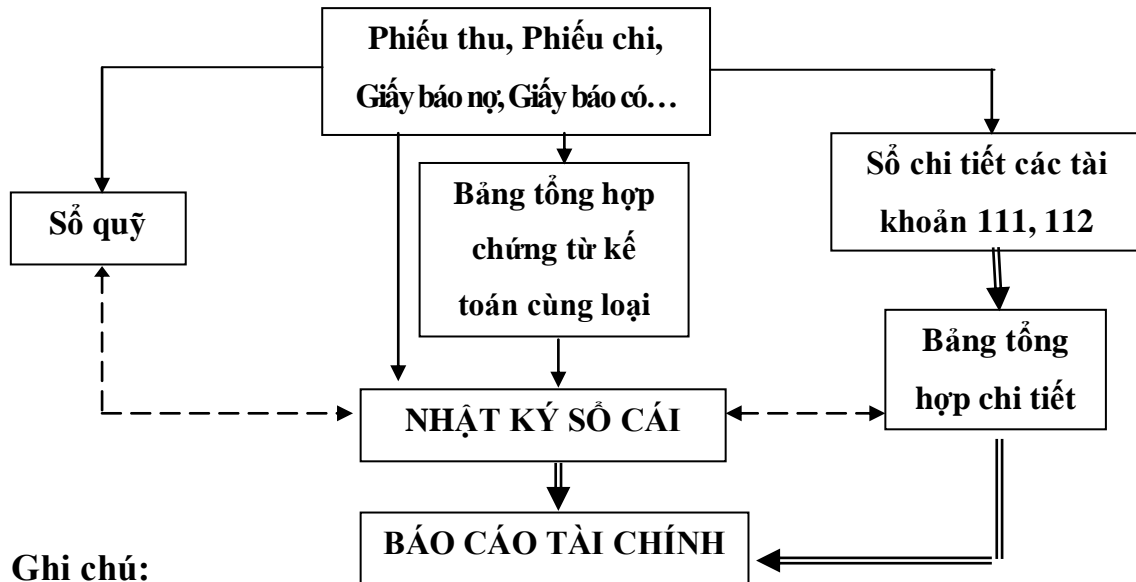 Phiếu thu, Phiếu chi,
Giấy báo nợ, Giấy báo có…
Sổ quỹ
Bảng tổng hợp
chứng từ kế
toán cùng loại
Sổ chi tiết các tài
khoản 111, 112
Bảng tổng
hợp chi tiết
NHẬT KÝ SỔ CÁI
BÁO CÁO TÀI CHÍNH
Ghi chú: